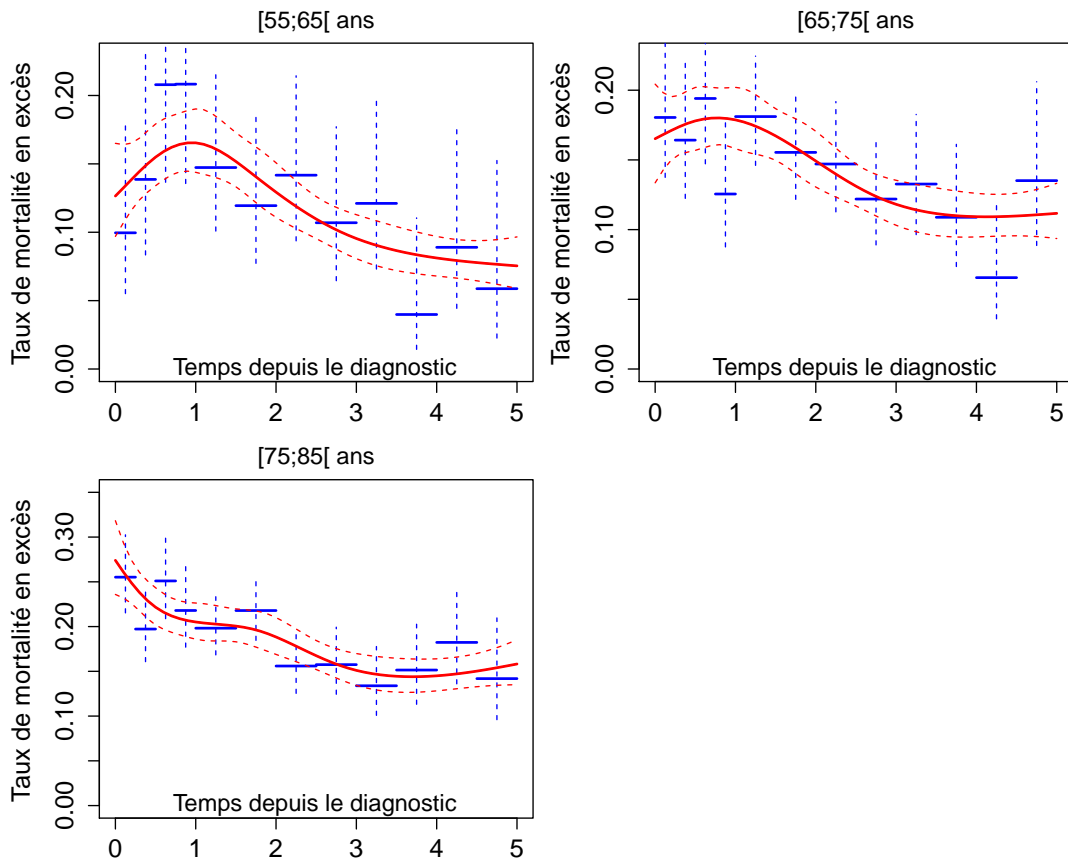 [55;65[ ans
Taux de mortalité en excès
0.00 0.10 0.20
Temps depuis le diagnostic
0 1 2 3 4 5
[65;75[ ans
Taux de mortalité en excès
0.00 0.10 0.20
Temps depuis le diagnostic
0 1 2 3 4 5
[75;85[ ans
Taux de mortalité en excès
0.00 0.10 0.20 0.30
Temps depuis le diagnostic
0 1 2 3 4 5